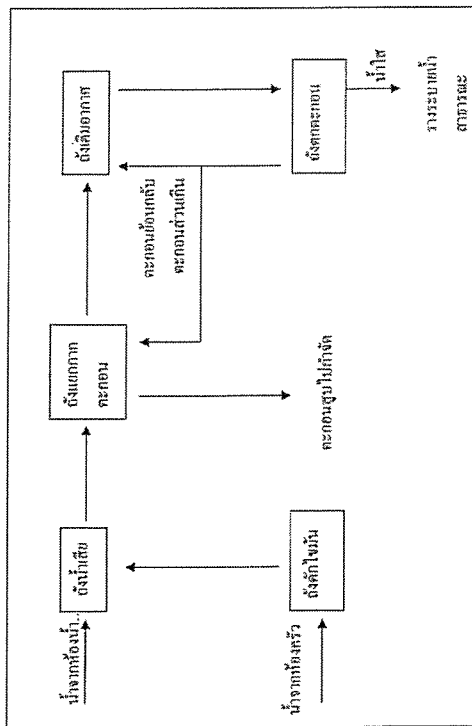 น้ำจากห้องน้ำ..
ถังน้ำเสีย
ถังแยกกาก
ตะกอน
ถังเติมอากาศ
ตะกอนย้อนกลับ
ตะกอนส่วนเกิน
น้ำจากห้องครัว
ถังดักไขมัน
ตะกอนสูบไปกำจัด
ถังตกตะกอน
น้ำใส
รางระบายน้ำ
สาธารณะ